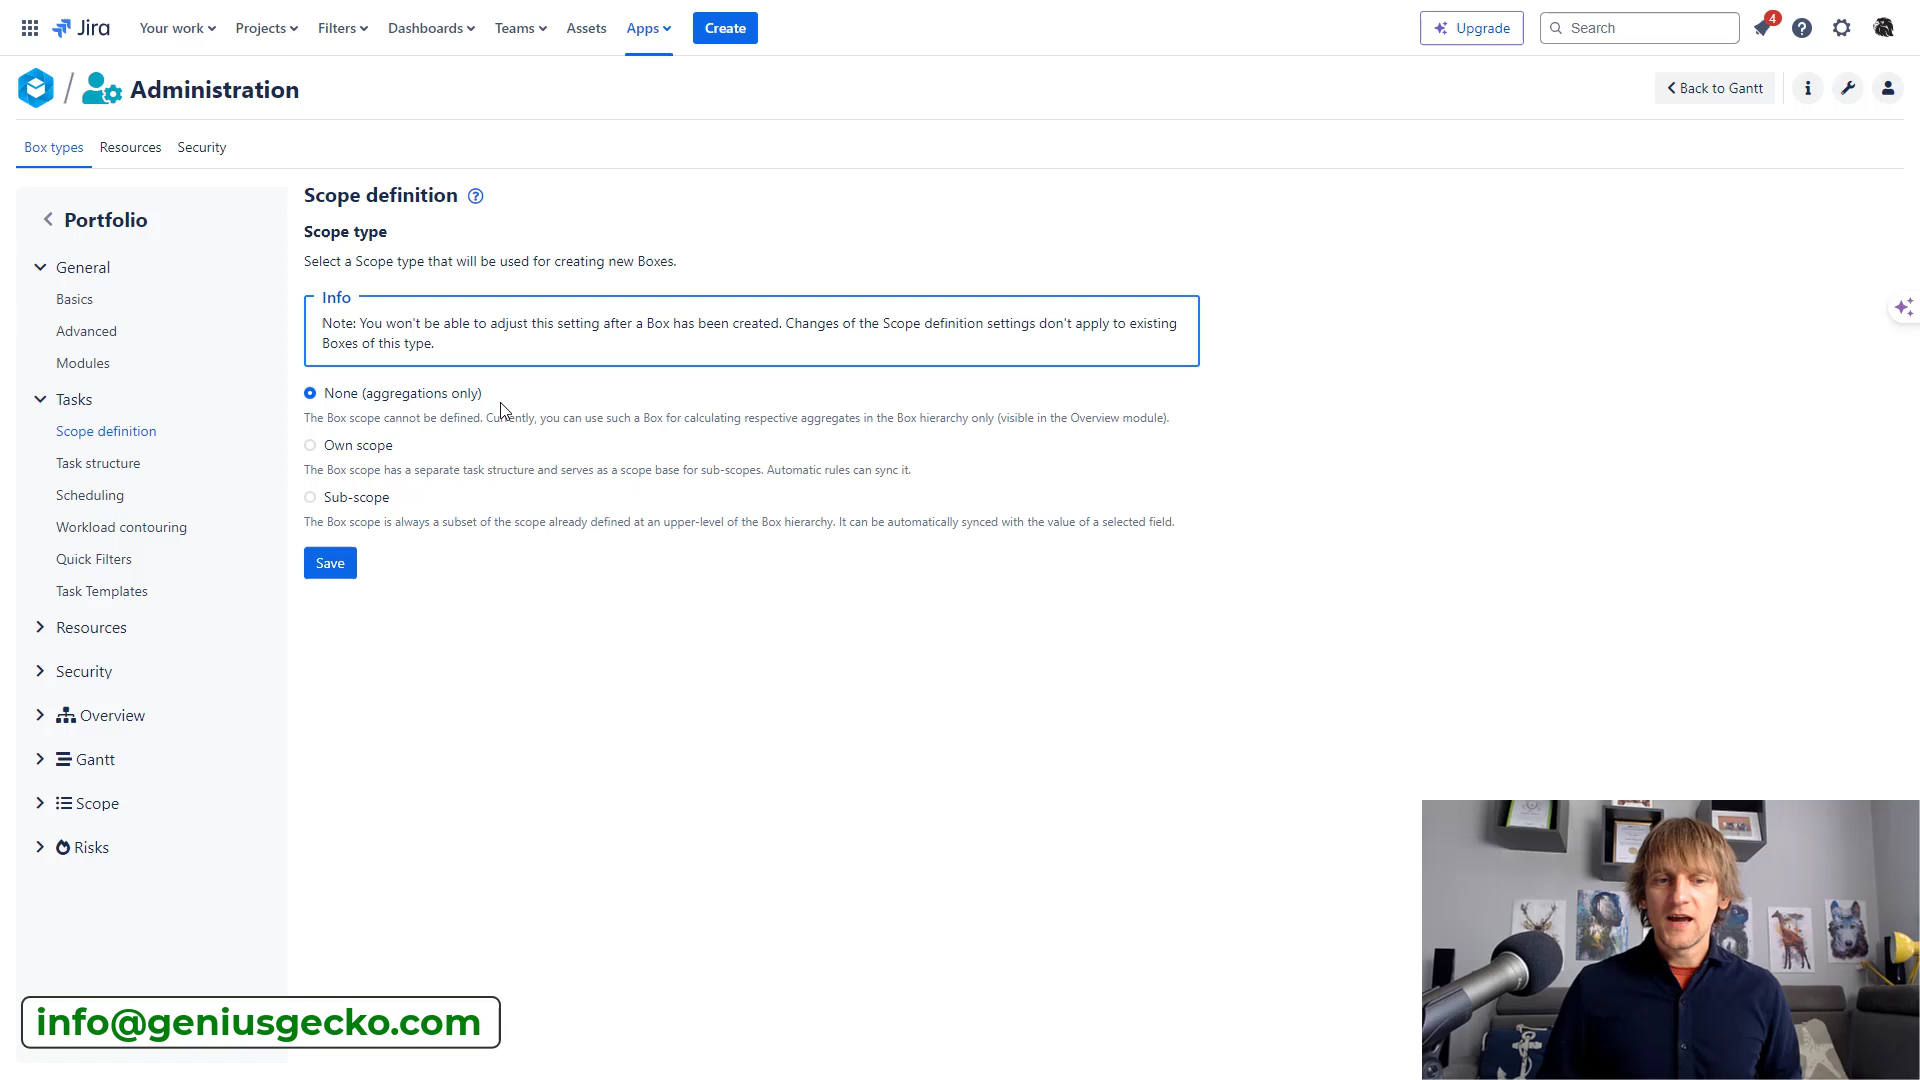 Jira
Your work
Projects
Filters
Dashboards
Teams
Assets
Apps
Create
Upgrade
Search
4
/ Administration
Back to Gantt
Box types
Resources
Security
Portfolio
General
Basics
Advanced
Modules
Tasks
Scope definition
Task structure
Scheduling
Workload contouring
Quick Filters
Task Templates
Resources
Security
Overview
Gantt
Scope
Risks
Scope definition
Scope type
Select a Scope type that will be used for creating new Boxes.
Info
Note: You won't be able to adjust this setting after a Box has been created. Changes of the Scope definition settings don't apply to existing
Boxes of this type.
None (aggregations only)
The Box scope cannot be defined. Currently, you can use such a Box for calculating respective aggregates in the Box hierarchy only (visible in the Overview module).
Own scope
The Box scope has a separate task structure and serves as a scope base for sub-scopes. Automatic rules can sync it.
Sub-scope
The Box scope is always a subset of the scope already defined at an upper-level of the Box hierarchy. It can be automatically synced with the value of a selected field.
Save
info@geniusgecko.com